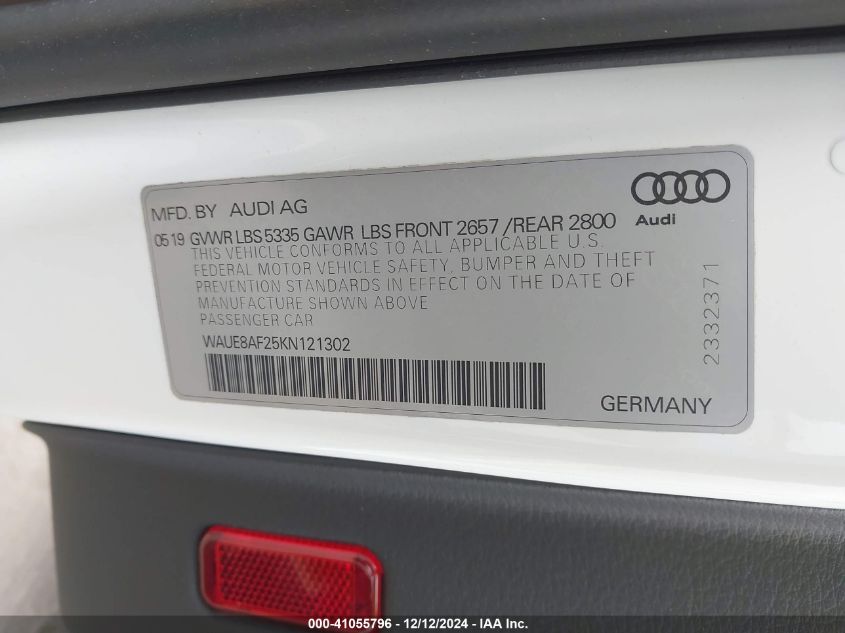 MFD. BY AUDI AG
Audi
05 19 GVWR LBS 5335 GAWR LBS FRONT 2657 / REAR 2800
THIS VEHICLE CONFORMS TO ALL APPLICABLE U.S.
FEDERAL MOTOR VEHICLE SAFETY, BUMPER AND THEFT
PREVENTION STANDARDS IN EFFECT ON THE DATE OF
MANUFACTURE SHOWN ABOVE
PASSENGER CAR
WAUE8AF25KN121302
GERMANY
2332371
000-41055796 - 12/12/2024 - IAA Inc.